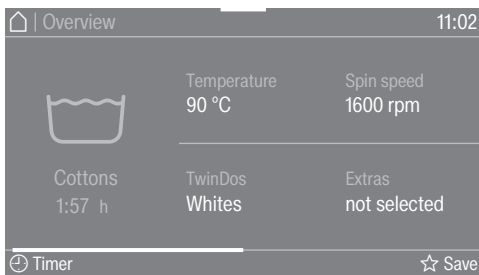 | Overview 11:02
Temperature Spin speed
90 °C 1600 rpm
Cottons TwinDos Extras
1:57 h Whites not selected
Timer Save